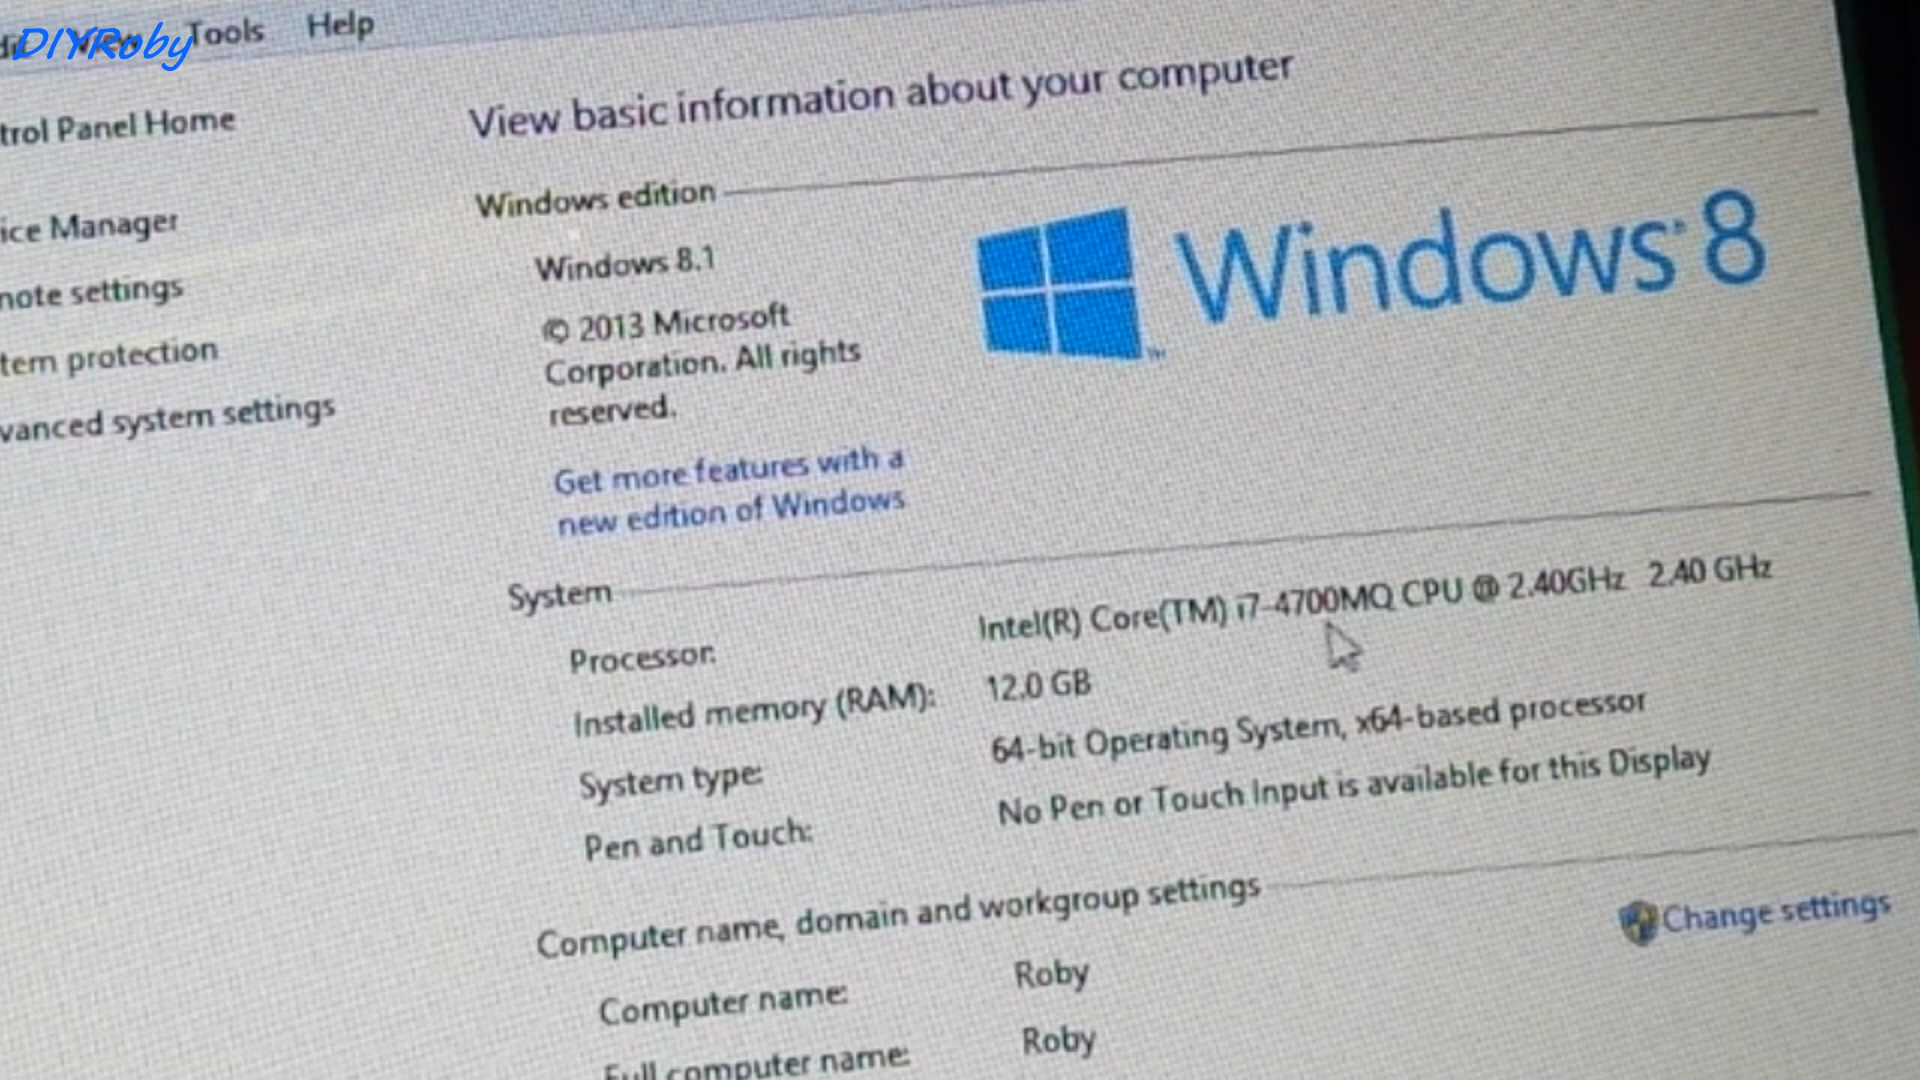 DIYRoby
Tools Help
trol Panel Home
ice Manager
note settings
tem protection
vanced system settings
View basic information about your computer
Windows edition
Windows 8.1
© 2013 Microsoft
Corporation. All rights
reserved.
Get more features with a
new edition of Windows
Windows 8
System
Processor: Intel(R) Core(TM) i7-4700MQ CPU @ 2.40GHz 2.40 GHz
Installed memory (RAM): 12.0 GB
System type: 64-bit Operating System, x64-based processor
Pen and Touch: No Pen or Touch Input is available for this Display
Computer name, domain and workgroup settings
Change settings
Computer name: Roby
Full computer name: Roby